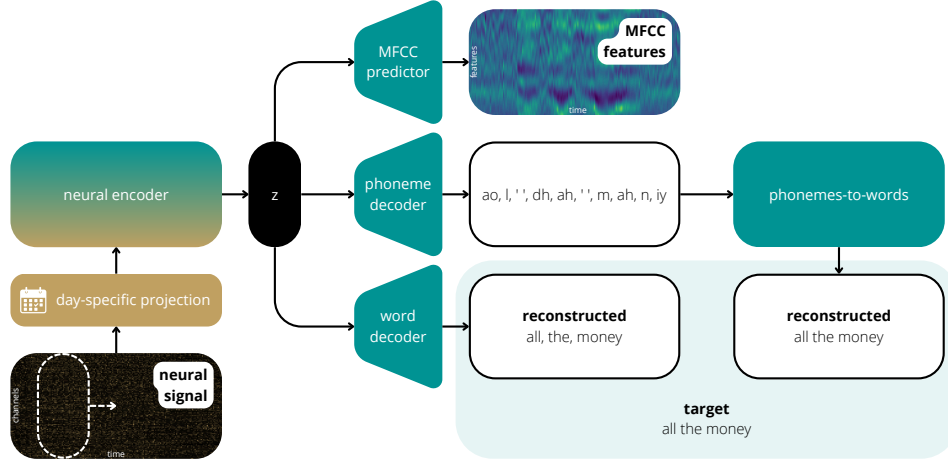 MFCC
predictor
features
MFCC
features
time
neural encoder
z
phoneme
decoder
ao, l, ' ', dh, ah, ' ', m, ah, n, iy
phonemes-to-words
day-specific projection
word
decoder
reconstructed
all, the, money
reconstructed
all the money
channels
neural
signal
time
target
all the money